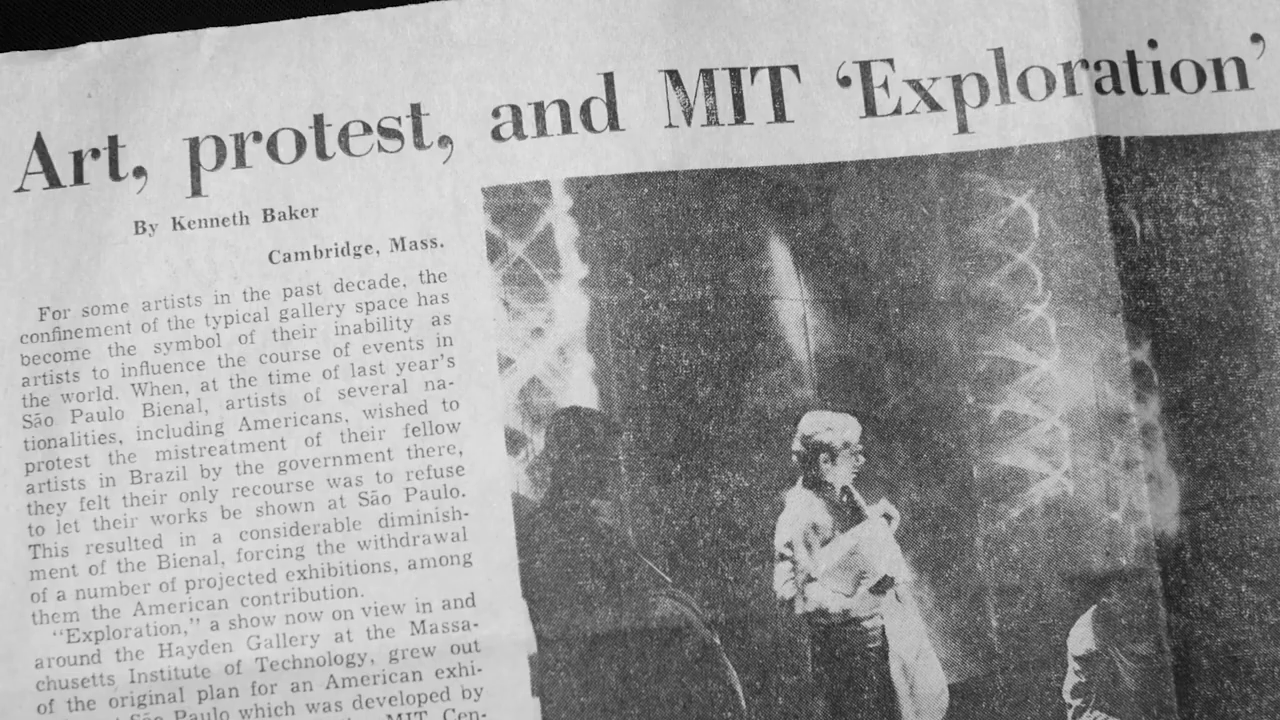 Art, protest, and MIT ‘Exploration’
By Kenneth Baker
Cambridge, Mass.
For some artists in the past decade, the
confinement of the typical gallery space has
become the symbol of their inability as
artists to influence the course of events in
the world. When, at the time of last year's
São Paulo Bienal, artists of several na-
tionalities, including Americans, wished to
protest the mistreatment of their fellow
artists in Brazil by the government there,
they felt their only recourse was to refuse
to let their works be shown at São Paulo.
This resulted in a considerable diminish-
ment of the Bienal, forcing the withdrawal
of a number of projected exhibitions, among
them the American contribution.
“Exploration,” a show now on view in and
around the Hayden Gallery at the Massa-
chusetts Institute of Technology, grew out
of the original plan for an American exhi-
São Paulo which was developed by
MIT Cen-